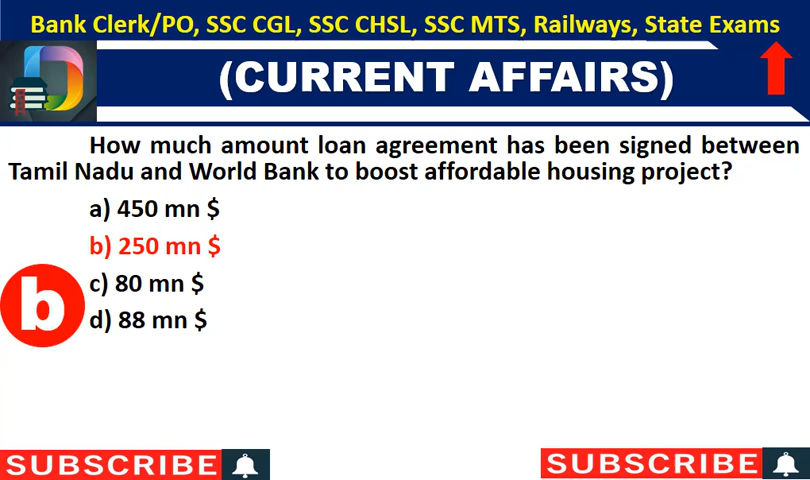 Bank Clerk/PO, SSC CGL, SSC CHSL, SSC MTS, Railways, State Exams
(CURRENT AFFAIRS)
How much amount loan agreement has been signed between
Tamil Nadu and World Bank to boost affordable housing project?
a) 450 mn $
b) 250 mn $
c) 80 mn $
b
d) 88 mn $
SUBSCRIBE
SUBSCRIBE